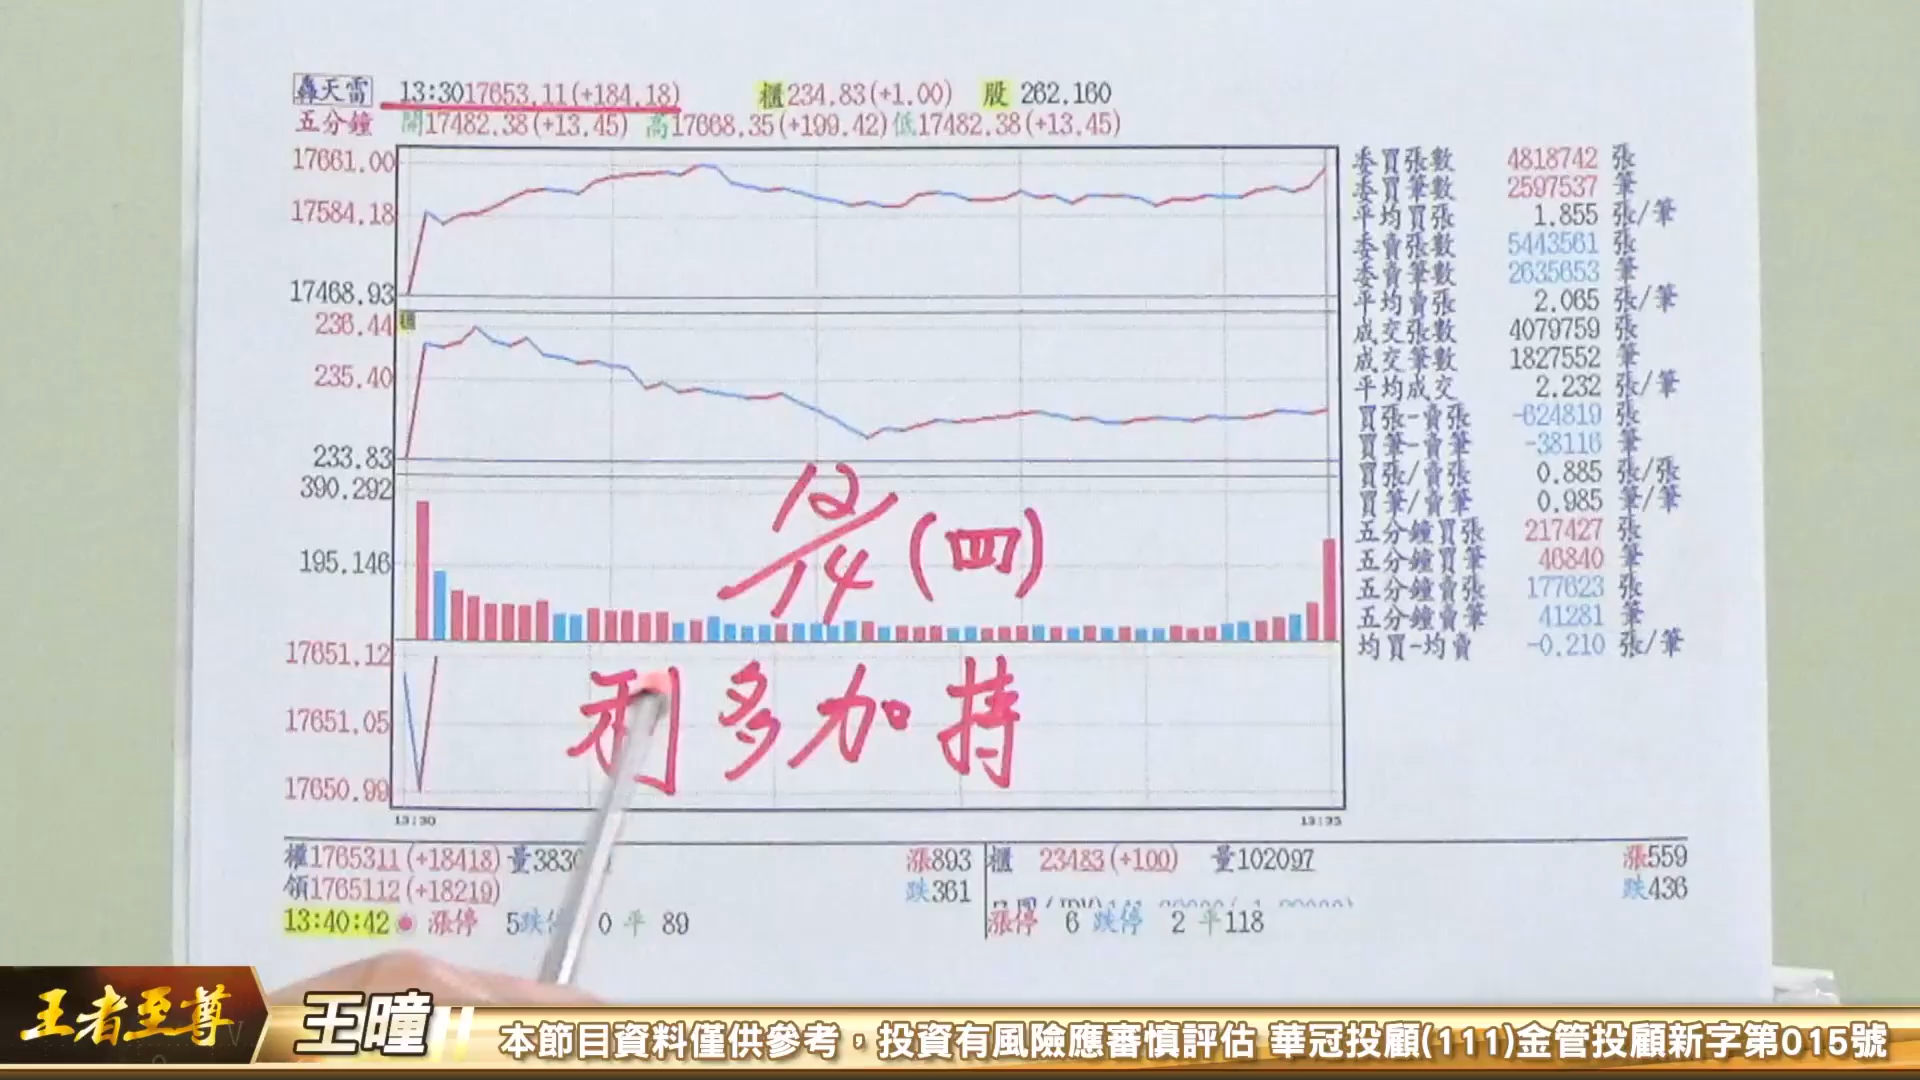 轟天雷 13:30 17653.11(+184.18) 櫃234.83(+1.00) 股 262.160
五分鐘 開17482.38(+13.45) 高17668.35(+199.42)低17482.38(+13.45)
17661.00
17584.18
17468.93
236.44 櫃
235.40
233.83
390.292
195.146
17651.12
17651.05
17650.99
13:30 13:35
12/14 (四)
利多加持
委買張數 4818742 張
委買筆數 2597537 筆
平均買張 1.855 張/筆
委賣張數 5443561 張
委賣筆數 2635653 筆
平均賣張 2.065 張/筆
成交張數 4079759 張
成交筆數 1827552 筆
平均成交 2.232 張/筆
買張-賣張 -624819 張
買筆-賣筆 -38116 筆
買張/賣張 0.885 張/張
買筆/賣筆 0.985 筆/筆
五分鐘買張 217427 張
五分鐘買筆 46840 筆
五分鐘賣張 177623 張
五分鐘賣筆 41281 筆
均買-均賣 -0.210 張/筆
權1765311(+18418) 量383 漲893 櫃 23483(+100) 量102097 漲559
領1765112(+18219) 跌361 跌436
13:40:42 漲停 5跌停 0 平 89 漲停 6 跌停 2 平118
王者至尊
王瞳
本節目資料僅供參考，投資有風險應審慎評估 華冠投顧(111)金管投顧新字第015號